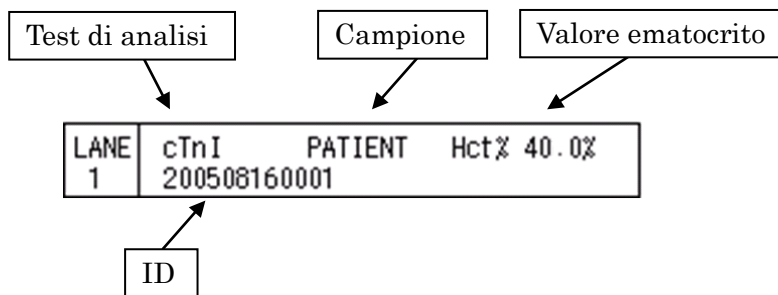 Test di analisi
Campione
Valore ematocrito
LANE cTnI PATIENT Hct% 40.0%
1 200508160001
ID